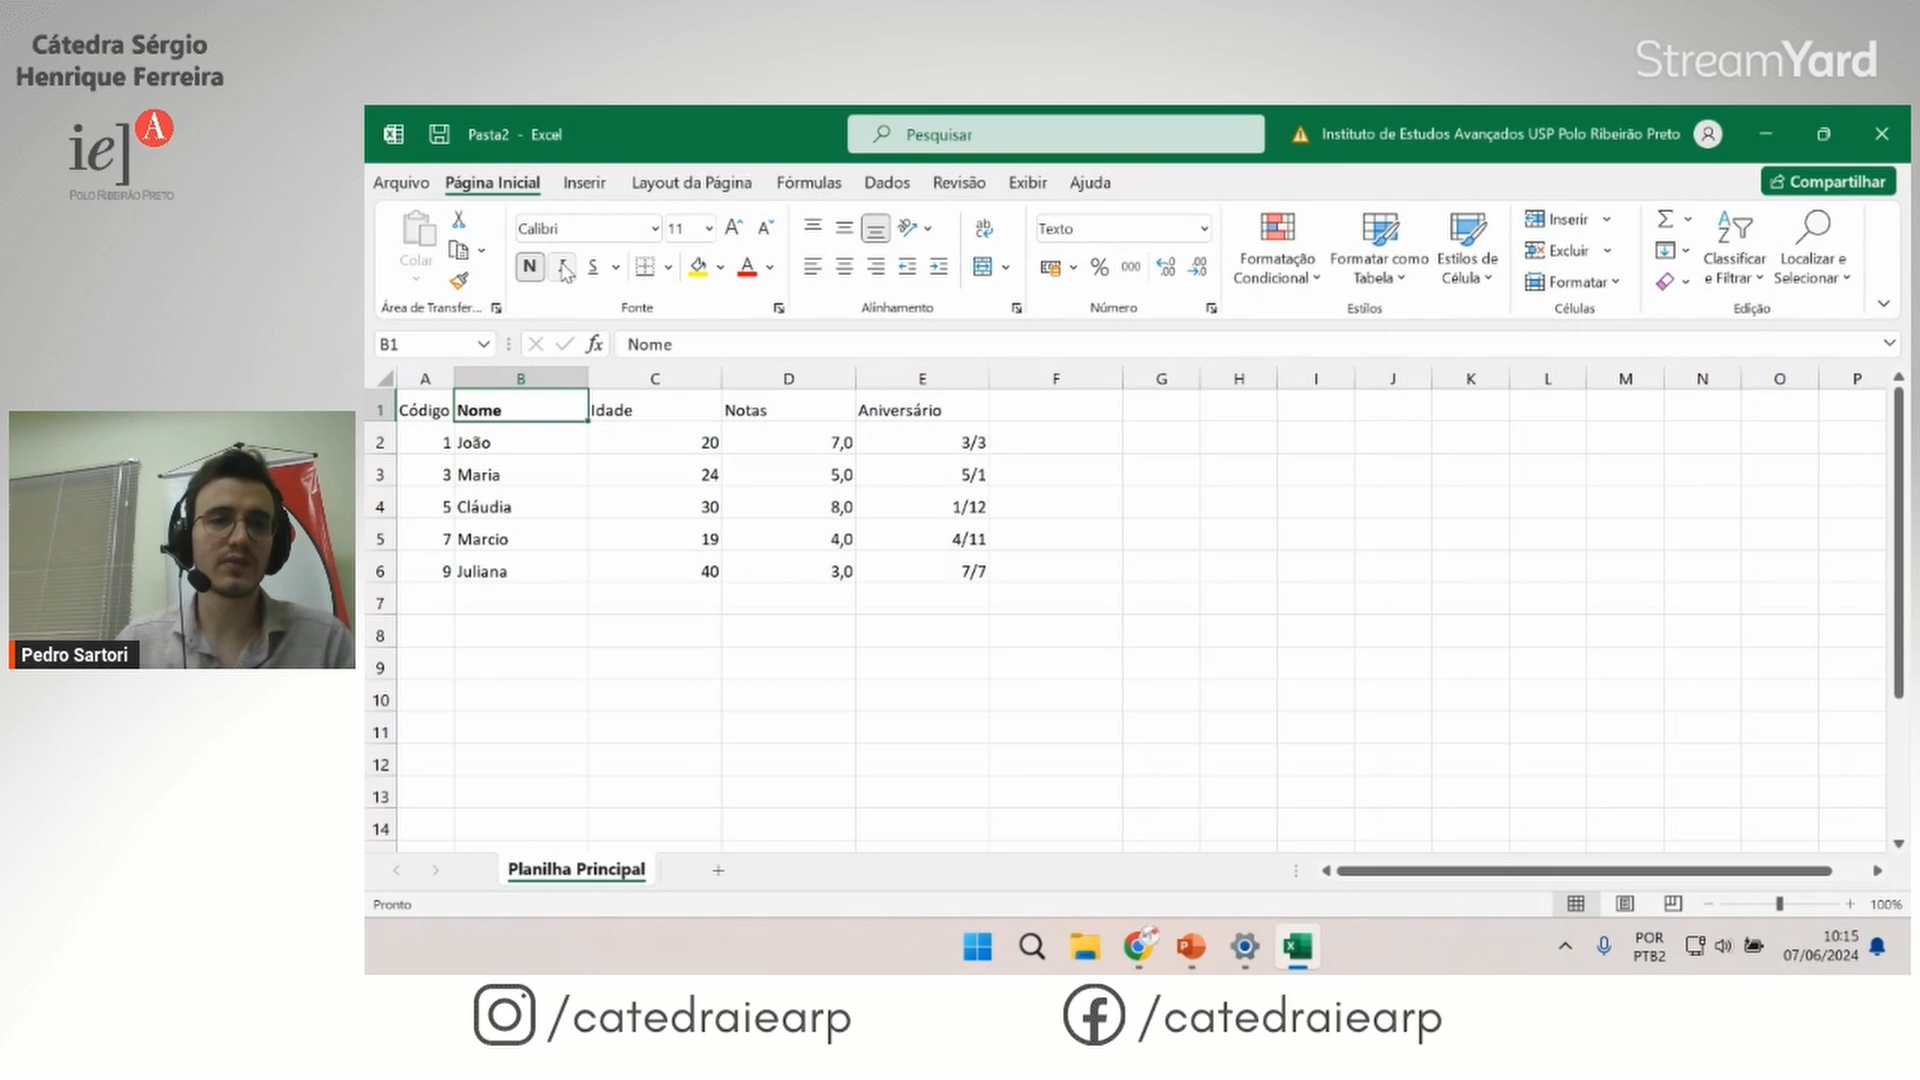 Cátedra Sérgio
Henrique Ferreira
ieA
POLO RIBEIRÃO PRETO
StreamYard
Pasta2 - Excel
Pesquisar
Instituto de Estudos Avançados USP Polo Ribeirão Preto
Arquivo Página Inicial Inserir Layout da Página Fórmulas Dados Revisão Exibir Ajuda
Compartilhar
Colar
Área de Transfer...
Calibri 11
N I S
Fonte
Alinhamento
Texto
% 000
Número
Formatação
Condicional
Formatar como
Tabela
Estilos de
Célula
Estilos
Inserir
Excluir
Formatar
Células
Classificar
e Filtrar
Localizar e
Selecionar
Edição
B1 fx Nome
A B C D E F G H I J K L M N O P
1 Código Nome Idade Notas Aniversário
2 1 João 20 7,0 3/3
3 3 Maria 24 5,0 5/1
4 5 Cláudia 30 8,0 1/12
5 7 Marcio 19 4,0 4/11
6 9 Juliana 40 3,0 7/7
7
8
9
10
11
12
13
14
Pedro Sartori
Planilha Principal
Pronto
100%
POR
PTB2
10:15
07/06/2024
/catedraiearp
/catedraiearp